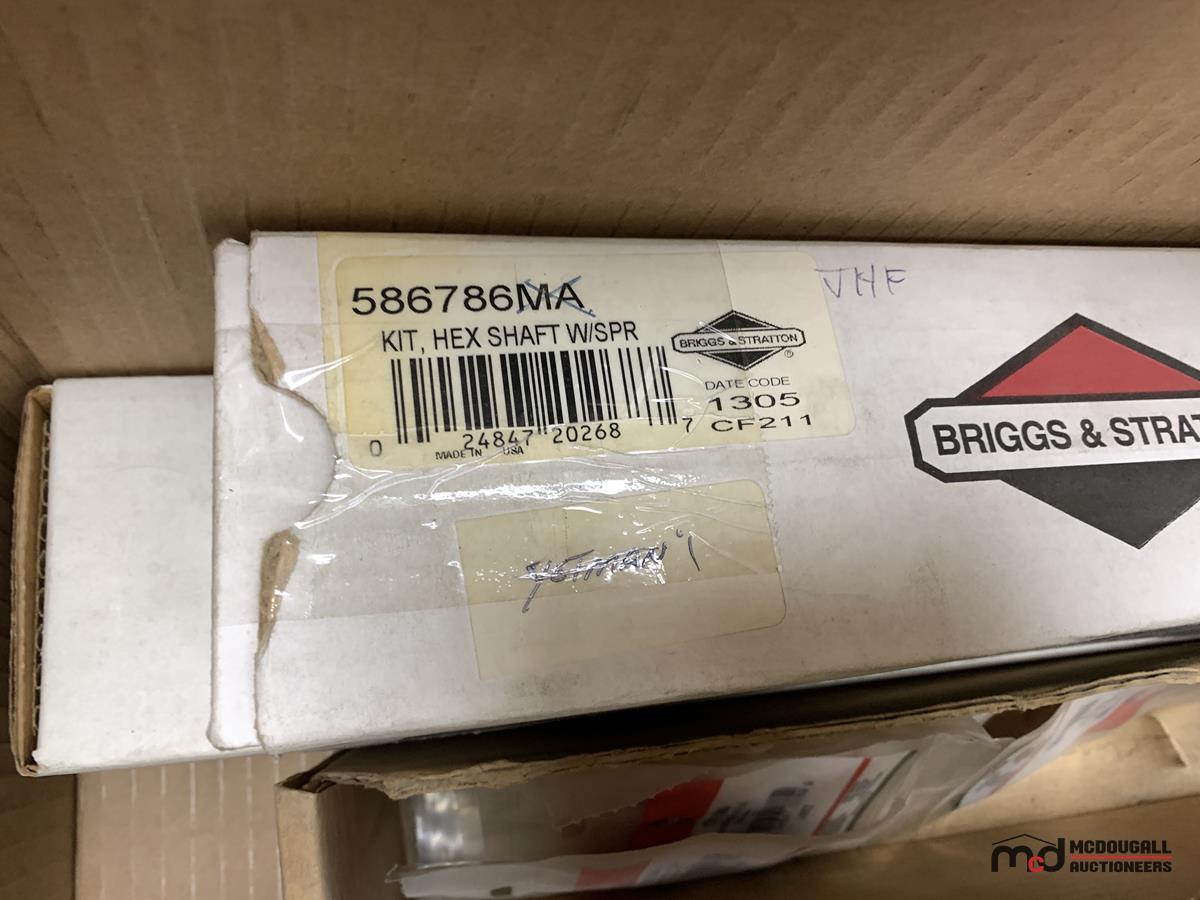 586786MA
JHF
KIT, HEX SHAFT W/SPR
BRIGGS & STRATTON
®
DATE CODE
1305
CF211
0 24847 20268 7
MADE IN USA
BRIGGS & STRAT
mcd MCDOUGALL
AUCTIONEERS